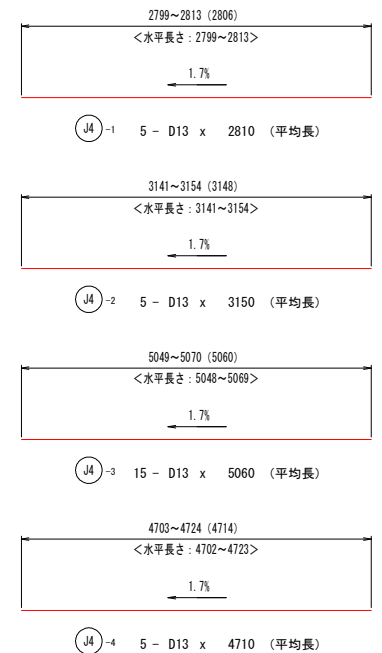 2799～2813 (2806)
＜水平長さ：2799～2813＞
1.7%
J4 -1 5 - D13 x 2810 (平均長)
3141～3154 (3148)
＜水平長さ：3141～3154＞
1.7%
J4 -2 5 - D13 x 3150 (平均長)
5049～5070 (5060)
＜水平長さ：5048～5069＞
1.7%
J4 -3 15 - D13 x 5060 (平均長)
4703～4724 (4714)
＜水平長さ：4702～4723＞
1.7%
J4 -4 5 - D13 x 4710 (平均長)